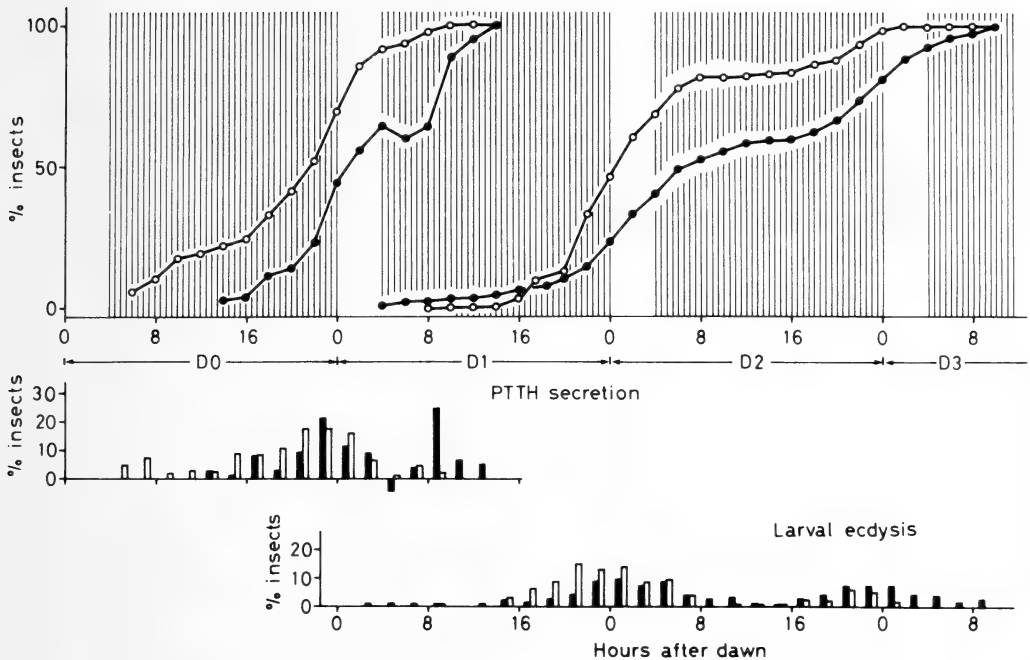 % insects
100
50
0
0 8 16 0 8 16 0 8 16 0 8
D0 D1 D2 D3
PTTH secretion
% insects
30
20
10
0
Larval ecdysis
% insects
20
10
0
0 8 16 0 8 16 0 8
Hours after dawn